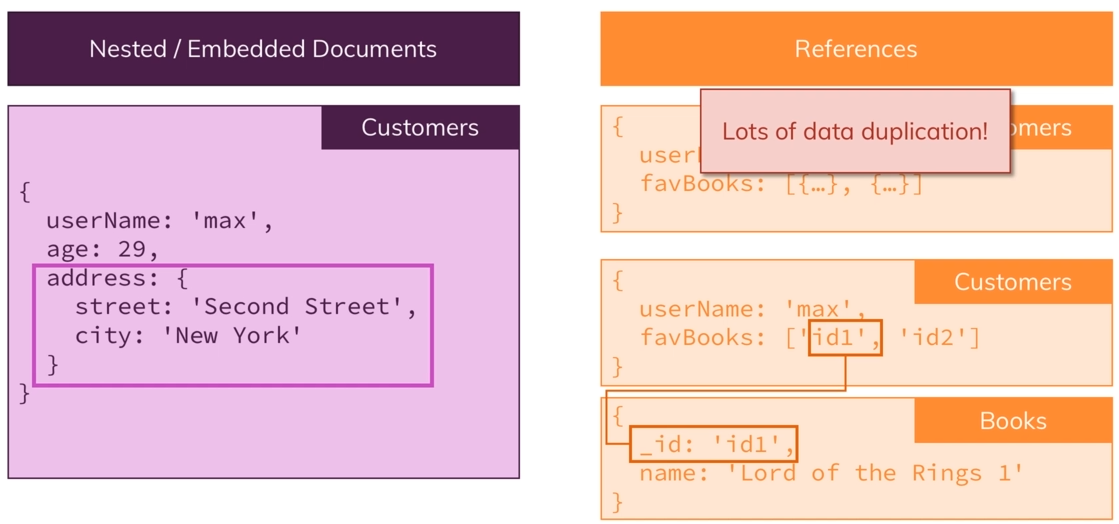 Nested / Embedded Documents
Customers
{
userName: 'max',
age: 29,
address: {
street: 'Second Street',
city: 'New York'
}
}
References
Lots of data duplication!
{
favBooks: [{…}, {…}]
}
Customers
{
userName: 'max',
favBooks: ['id1', 'id2']
}
Books
{
_id: 'id1',
name: 'Lord of the Rings 1'
}